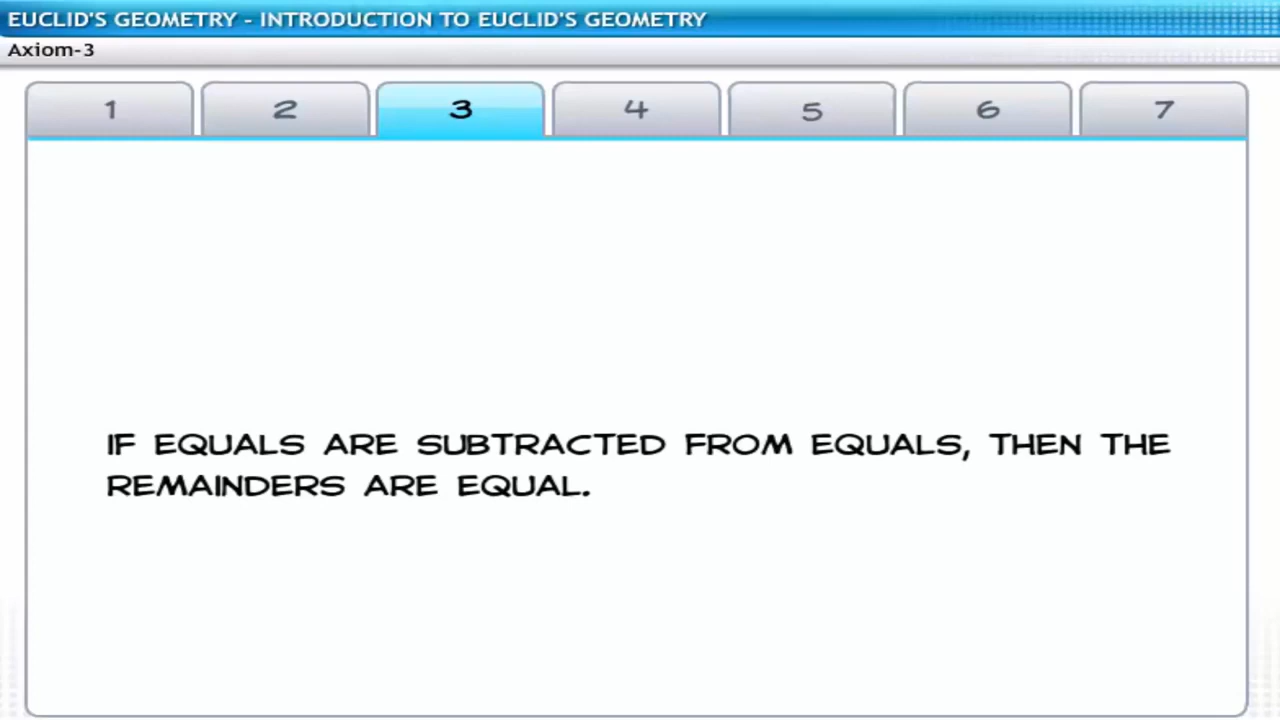 EUCLID'S GEOMETRY - INTRODUCTION TO EUCLID'S GEOMETRY
Axiom-3
1 2 3 4 5 6 7
IF EQUALS ARE SUBTRACTED FROM EQUALS, THEN THE
REMAINDERS ARE EQUAL.